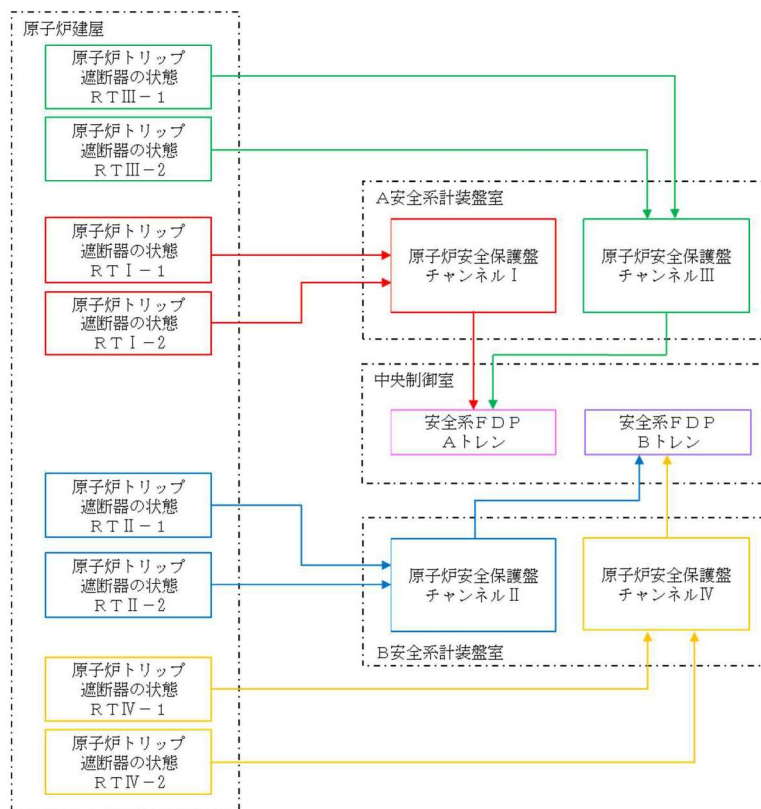 原子炉建屋
原子炉トリップ
遮断器の状態
ＲＴⅢ－１
原子炉トリップ
遮断器の状態
ＲＴⅢ－２
原子炉トリップ
遮断器の状態
ＲＴⅠ－１
原子炉トリップ
遮断器の状態
ＲＴⅠ－２
原子炉トリップ
遮断器の状態
ＲＴⅡ－１
原子炉トリップ
遮断器の状態
ＲＴⅡ－２
原子炉トリップ
遮断器の状態
ＲＴⅣ－１
原子炉トリップ
遮断器の状態
ＲＴⅣ－２
Ａ安全系計装盤室
原子炉安全保護盤
チャンネルⅠ
原子炉安全保護盤
チャンネルⅢ
中央制御室
安全系ＦＤＰ
Ａトレン
安全系ＦＤＰ
Ｂトレン
原子炉安全保護盤
チャンネルⅡ
原子炉安全保護盤
チャンネルⅣ
Ｂ安全系計装盤室